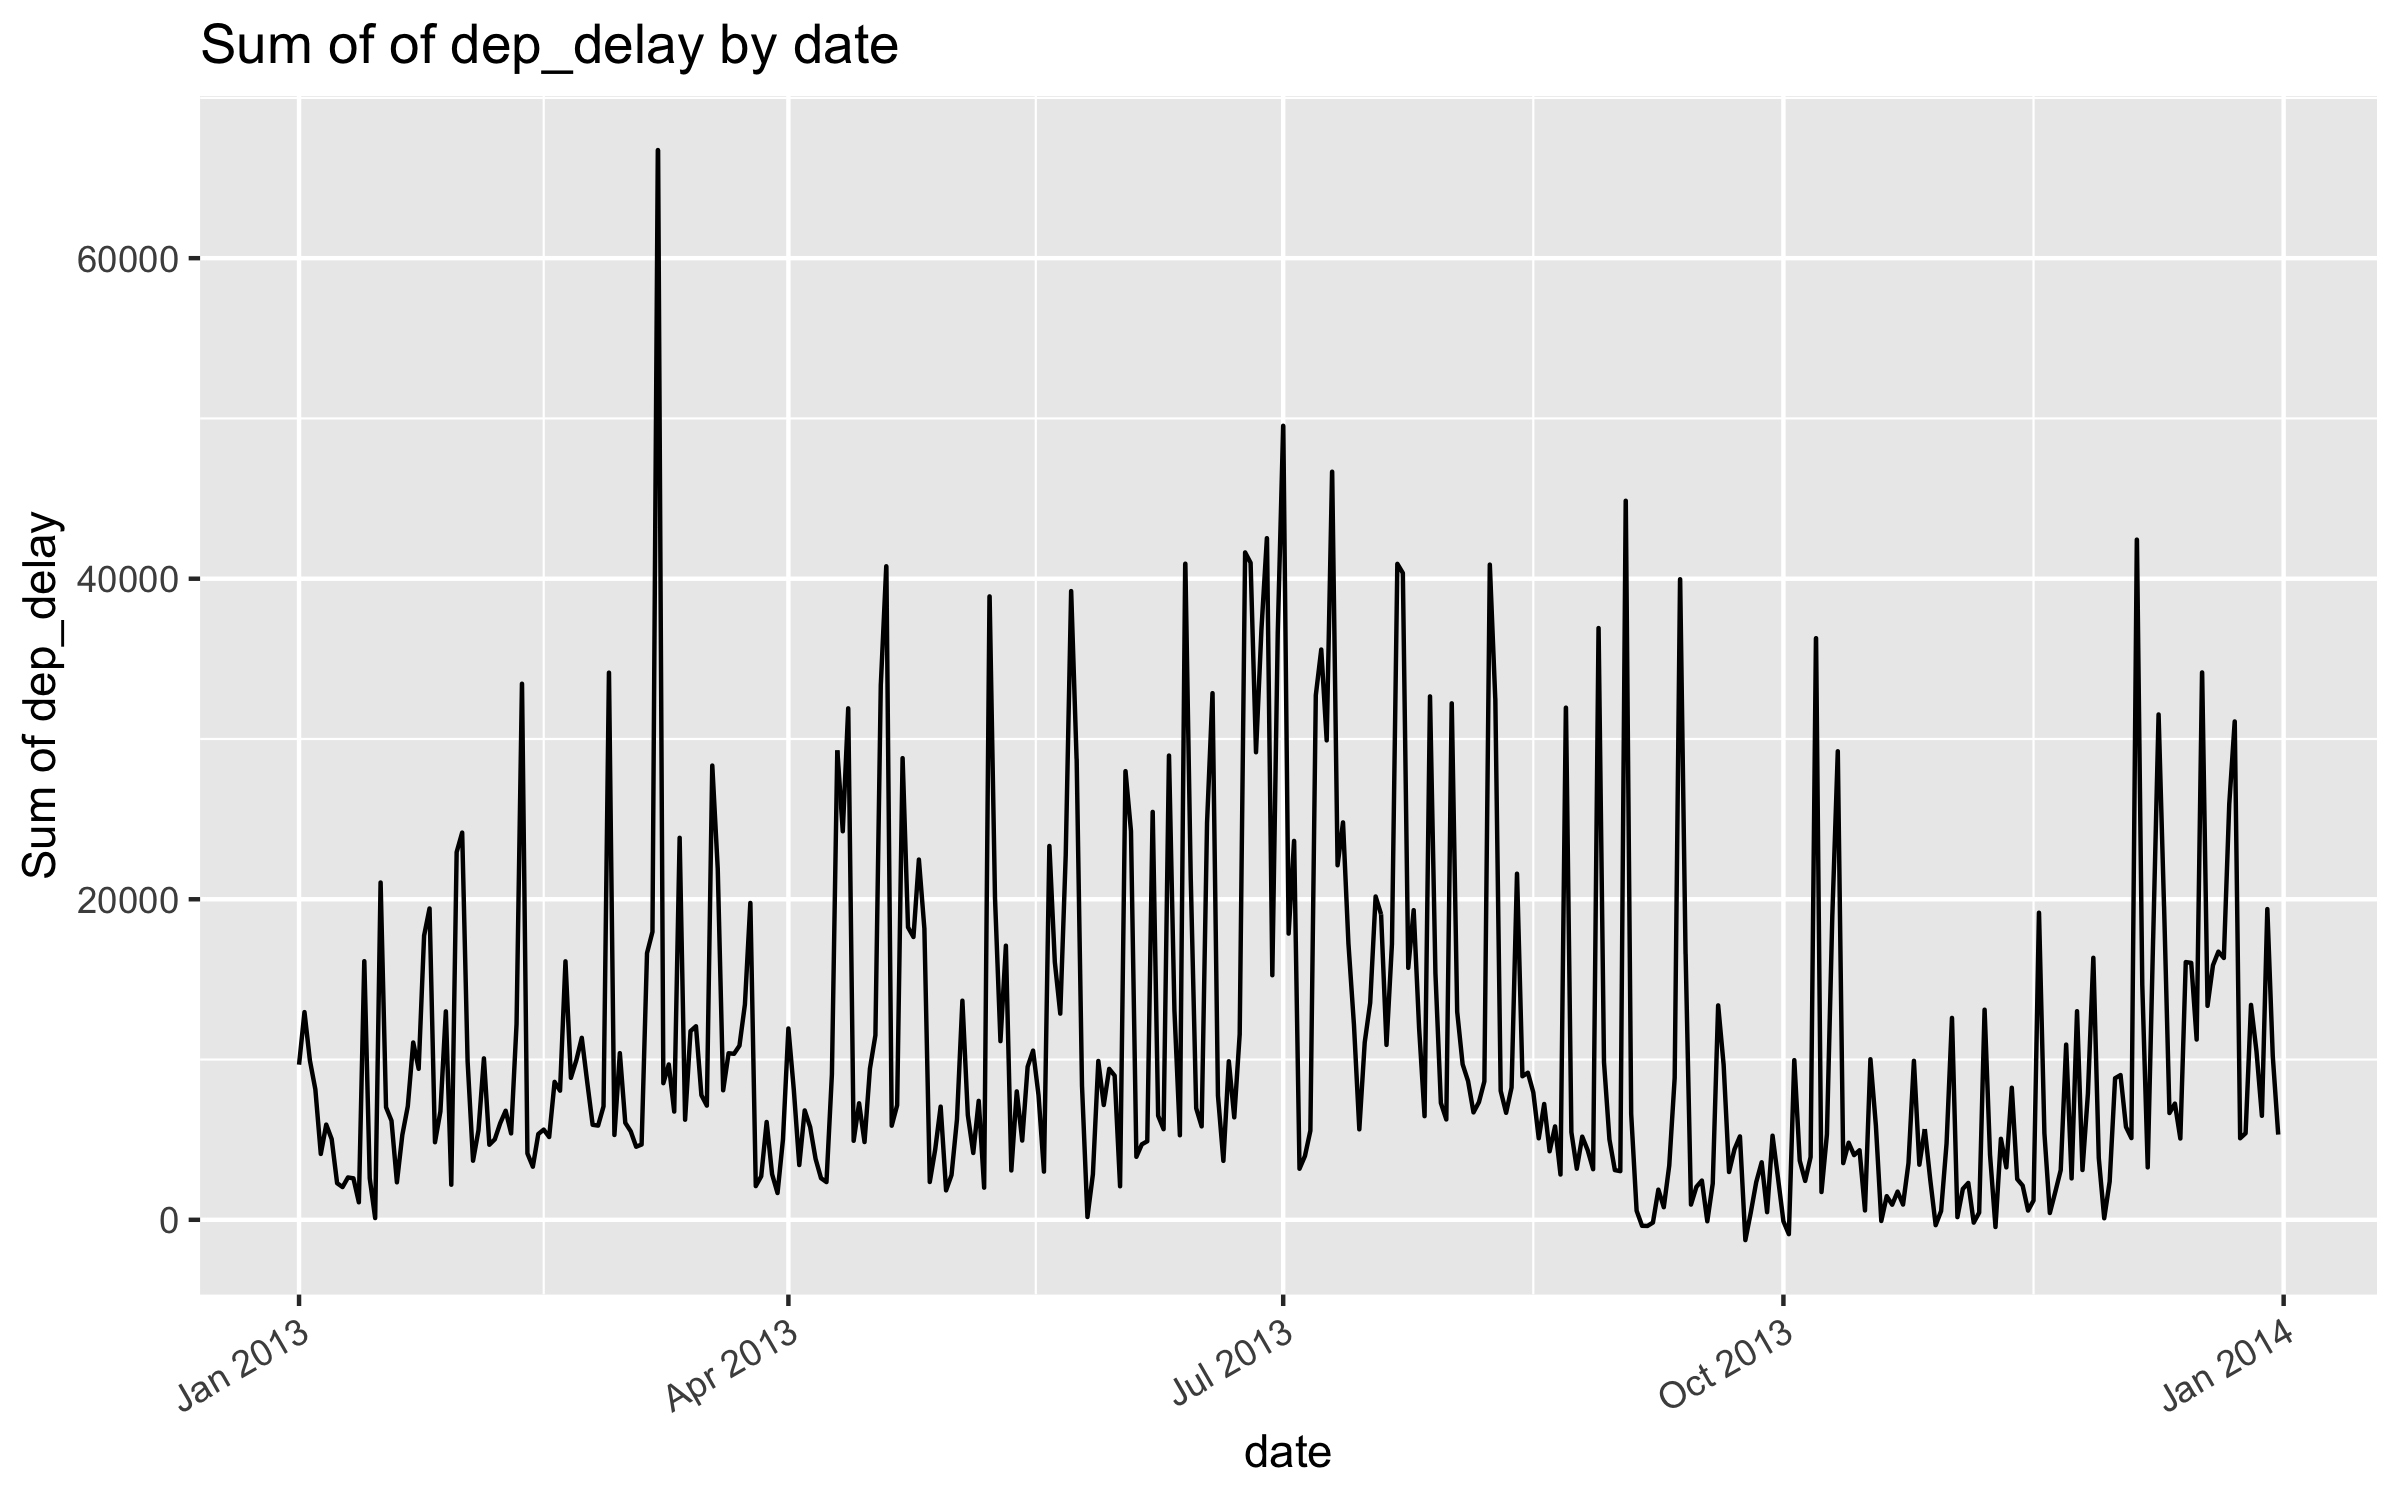 Sum of of dep_delay by date
Sum of dep_delay
60000
40000
20000
0
Jan 2013
Apr 2013
Jul 2013
Oct 2013
Jan 2014
date